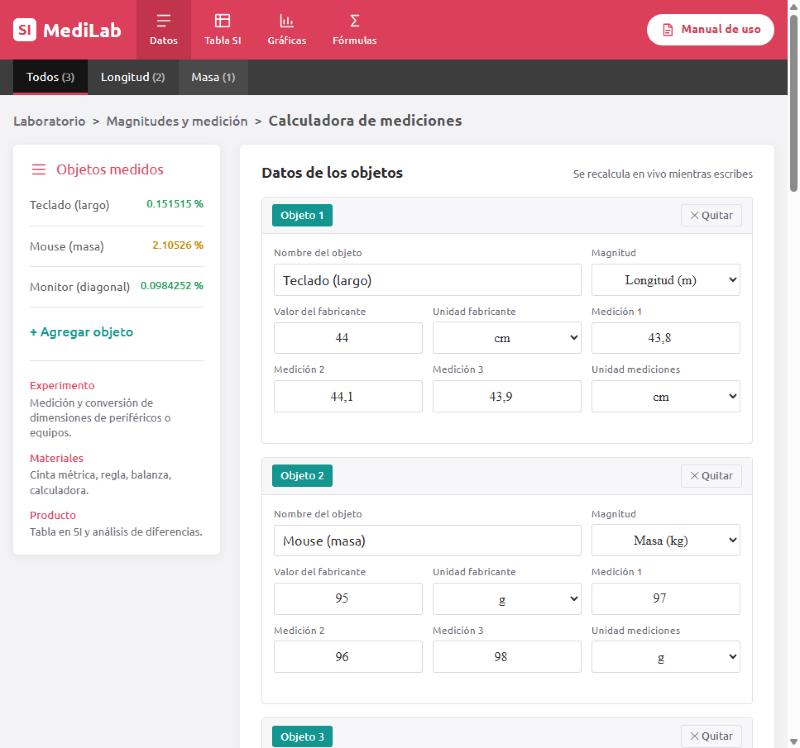 SI MediLab
Datos
Tabla SI
Gráficas
Σ
Fórmulas
Manual de uso
Todos (3)
Longitud (2)
Masa (1)
Laboratorio > Magnitudes y medición > Calculadora de mediciones
Objetos medidos
Teclado (largo) 0.151515 %
Mouse (masa) 2.10526 %
Monitor (diagonal) 0.0984252 %
+ Agregar objeto
Experimento
Medición y conversión de
dimensiones de periféricos o
equipos.
Materiales
Cinta métrica, regla, balanza,
calculadora.
Producto
Tabla en SI y análisis de diferencias.
Datos de los objetos
Se recalcula en vivo mientras escribes
Objeto 1
× Quitar
Nombre del objeto
Magnitud
Teclado (largo)
Longitud (m)
Valor del fabricante
Unidad fabricante
Medición 1
44
cm
43,8
Medición 2
Medición 3
Unidad mediciones
44,1
43,9
cm
Objeto 2
× Quitar
Nombre del objeto
Magnitud
Mouse (masa)
Masa (kg)
Valor del fabricante
Unidad fabricante
Medición 1
95
g
97
Medición 2
Medición 3
Unidad mediciones
96
98
g
Objeto 3
× Quitar